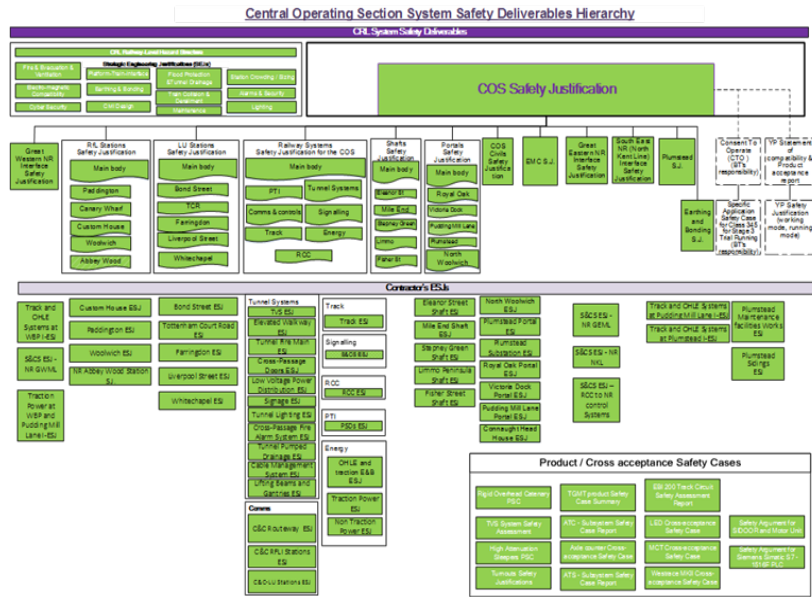 Central Operating Section System Safety Deliverables Hierarchy
CRL System Safety Deliverables
CRL Railway Level Hazard Directory
Strategic Engineering Justifications (SEJs)
Fire & Evacuation & Ventilation
Platform-Train-Interface
Flood Protection & Tunnel Drainage
Station Crowding / Sizing
Electro-magnetic Compatibility
Earthing & Bonding
Train Collision & Derailment
Alarms & Security
Cyber Security
OMI Design
Maintenance
Lighting
COS Safety Justification
Great
Western NR
Interface
Safety
Justification
RfL Stations
Safety Justification
Main body
Paddington
Canary Wharf
Custom House
Woolwich
Abbey Wood
LU Stations
Safety Justification
Main body
Bond Street
TCR
Farringdon
Liverpool Street
Whitechapel
Railway Systems
Safety Justification for the COS
Main body
PTI
Tunnel Systems
Comms & controls
Signalling
Track
Energy
RCC
Shafts
Safety
Justification
Main body
Eleanor St
Mile End
Stepney Green
Limmo
Fisher St
Portals
Safety
Justification
Main body
Royal Oak
Victoria Dock
Pudding Mill Lane
Plumstead
North
Woolwich
COS
Civils
Safety
Justifica
tion
EMC S.J.
Great
Eastern NR
Interface
Safety
Justification
South East
NR (North
Kent Line)
Interface
Safety
Justification
Plumstead
S.J.
Earthing
and
Bonding
S.J.
Consent To
Operate
(CTO)
(BT's
responsibility)
Specific
Application
Safety Case
for Class 345
for Stage 3
Trial Running
(BT's
responsibility)
YP Statement
of
compatibility &
Product
acceptance
report
YP Safety
Justification
(working
mode, running
mode)
Contractor's ESJs
Track and
OHLE
Systems at
WBP I-ESJ
S&CS ESJ -
NR GWML
Traction
Power at
WBP and
Pudding Mill
Lane I-ESJ
Custom House ESJ
Paddington ESJ
Woolwich ESJ
NR Abbey Wood Station
SJ
Bond Street ESJ
Tottenham Court Road
ESJ
Farringdon ESJ
Liverpool Street ESJ
Whitechapel ESJ
Tunnel Systems
TVS ESJ
Elevated Walkway
ESJ
Tunnel Fire Main
ESJ
Cross-Passage
Doors ESJ
Low Voltage Power
Distribution ESJ
Signage ESJ
Tunnel Lighting ESJ
Cross-Passage Fire
Alarm System ESJ
Tunnel Pumped
Drainage ESJ
Cable Management
System ESJ
Lifting Beams and
Gantries ESJ
Comms
C&C Routeway ESJ
C&C RFLI Stations
ESJ
C&C-LU Stations ESJ
Track
Track ESJ
Signalling
S&CS ESJ
RCC
RCC ESJ
PTI
PSDs ESJ
Energy
OHLE and
traction E&B
ESJ
Traction Power
ESJ
Non Traction
Power ESJ
Eleanor Street
Shaft ESJ
Mile End Shaft
ESJ
Stepney Green
Shaft ESJ
Limmo Peninsula
Shaft ESJ
Fisher Street
Shaft ESJ
North Woolwich
ESJ
Plumstead Portal
ESJ
Plumstead
Substation ESJ
Royal Oak Portal
ESJ
Victoria Dock
Portal ESJ
Pudding Mill Lane
Portal ESJ
Connaught Head
House ESJ
S&CS ESJ -
NR GEML
S&CS ESJ -
NR
NKL
S&CS ESJ –
RCC to NR
control
Systems
Track and OHLE Systems
at Pudding Mill Lane I-ESJ
Track and OHLE Systems
at Plumstead I-ESJ
Plumstead
Maintenance
facilities Works
ESJ
Plumstead
Sidings
ESJ
Product / Cross acceptance Safety Cases
Rigid Overhead Catenary
PSC
TVS System Safety
Assessment
High Attenuation
Sleepers PSC
Turnouts Safety
Justifications
TGMT product Safety
Case Summary
ATC - Subsystem Safety
Case Report
Axle counter Cross-
acceptance Safety Case
ATS - Subsystem Safety
Case Report
EBI 200 Track Circuit
Safety Assessment
Report
LED Cross-acceptance
Safety Case
MCT Cross-acceptance
Safety Case
Westrace MKII Cross-
acceptance Safety Case
Safety Argument for
SIDOOR and Motor Unit
Safety Argument for
Siemens Simatic S7 -